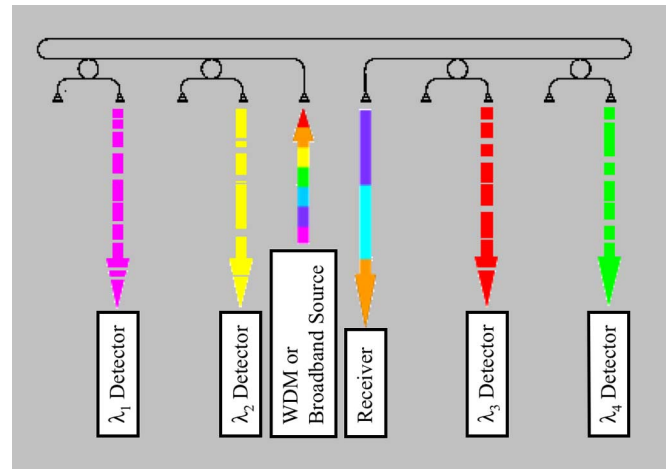 λ₁ Detector
λ₂ Detector
WDM or
Broadband Source
Receiver
λ₃ Detector
λ₄ Detector